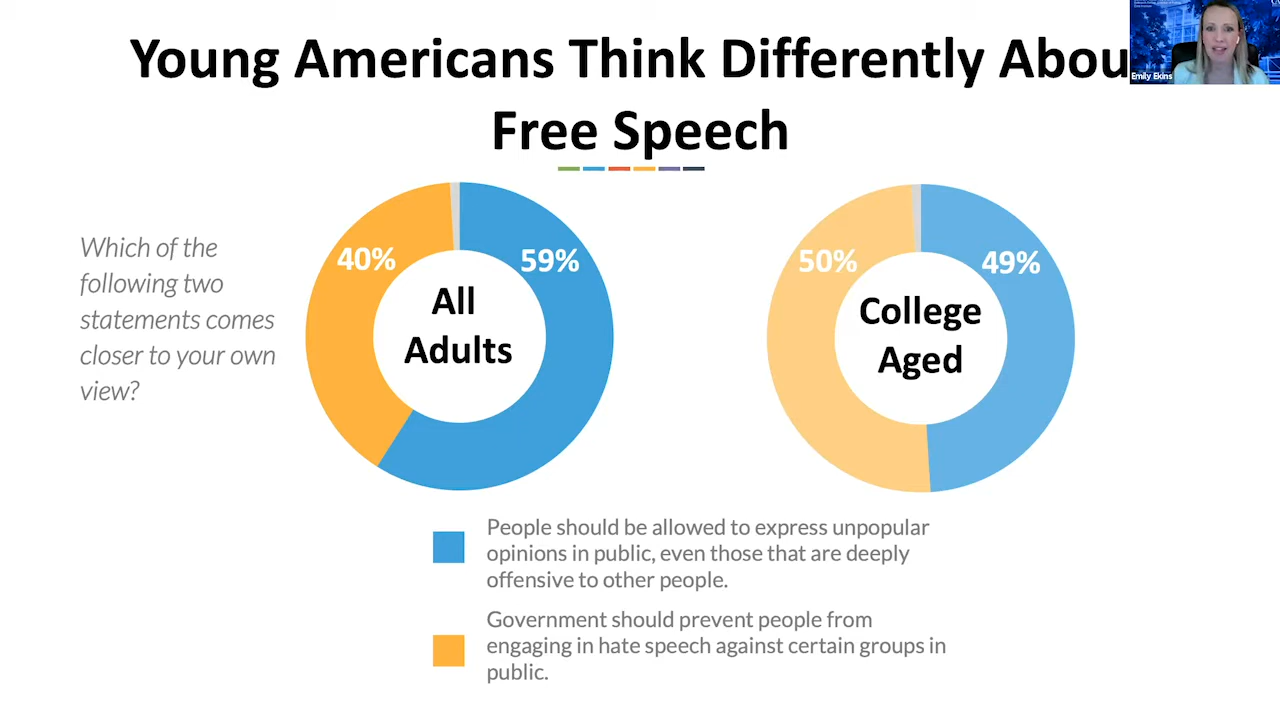 Young Americans Think Differently Abou
Free Speech
Emily Ekins
Which of the
following two
statements comes
closer to your own
view?
40%
59%
All
Adults
50%
49%
College
Aged
People should be allowed to express unpopular
opinions in public, even those that are deeply
offensive to other people.
Government should prevent people from
engaging in hate speech against certain groups in
public.